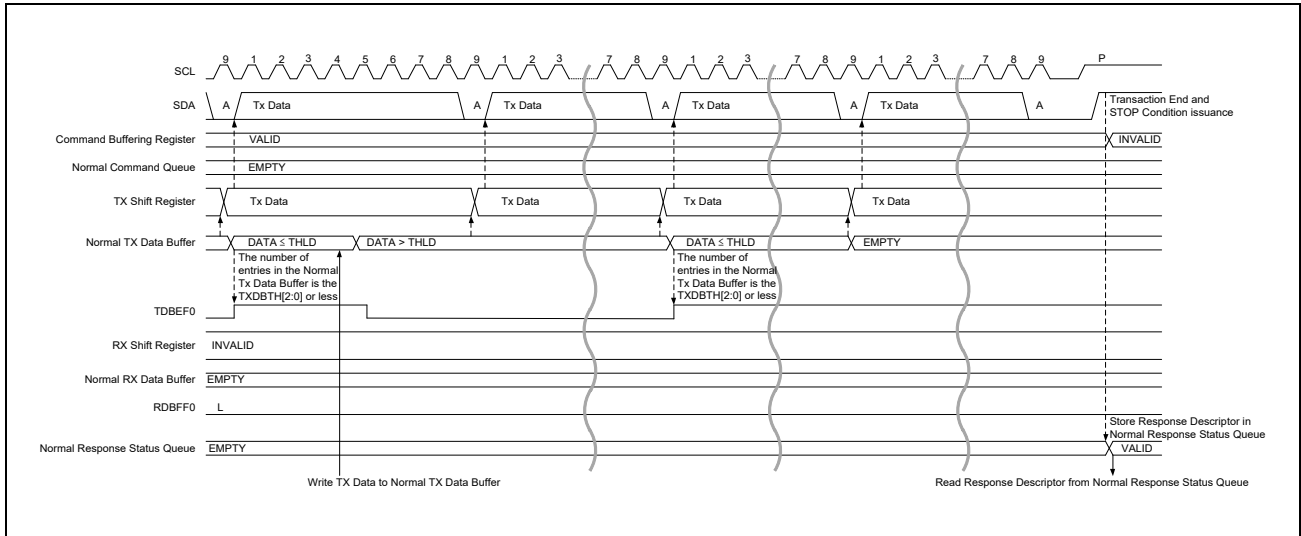 SCL 9 1 2 3 4 5 6 7 8 9 1 2 3 7 8 9 1 2 3 7 8 9 1 2 3 7 8 9 P
SDA A Tx Data A Tx Data A Tx Data A Tx Data A
Transaction End and
STOP Condition issuance
Command Buffering Register VALID INVALID
Normal Command Queue EMPTY
TX Shift Register Tx Data Tx Data Tx Data Tx Data
Normal TX Data Buffer DATA ≤ THLD DATA > THLD DATA ≤ THLD EMPTY
The number of
entries in the Normal
Tx Data Buffer is the
TXDBTH[2:0] or less
The number of
entries in the Normal
Tx Data Buffer is the
TXDBTH[2:0] or less
TDBEF0
RX Shift Register INVALID
Normal RX Data Buffer EMPTY
RDBFF0 L
Store Response Descriptor in
Normal Response Status Queue
Normal Response Status Queue EMPTY VALID
Write TX Data to Normal TX Data Buffer Read Response Descriptor from Normal Response Status Queue